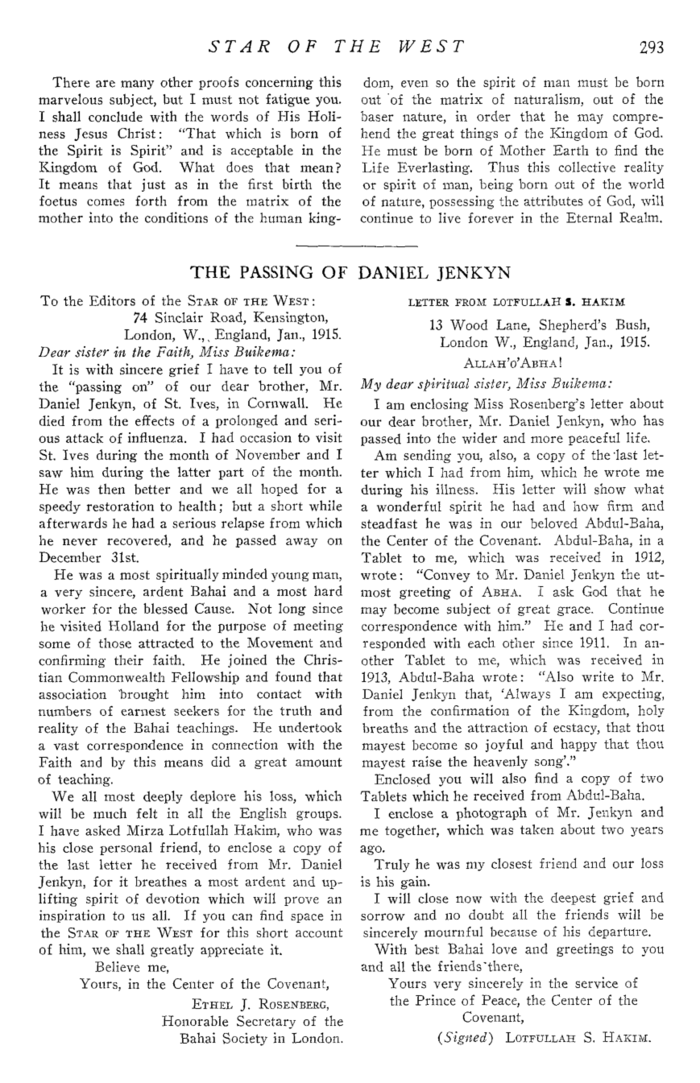 STAR OF THE WEST 293
There are many other proofs concerning this
marvelous subject, but I must not fatigue you.
I shall conclude with the words of His Holi-
ness Jesus Christ: "That which is born of
the Spirit is Spirit" and is acceptable in the
Kingdom of God. What does that mean?
It means that just as in the first birth the
foetus comes forth from the matrix of the
mother into the conditions of the human king-
dom, even so the spirit of man must be born
out of the matrix of naturalism, out of the
baser nature, in order that he may compre-
hend the great things of the Kingdom of God.
He must be born of Mother Earth to find the
Life Everlasting. Thus this collective reality
or spirit of man, being born out of the world
of nature, possessing the attributes of God, will
continue to live forever in the Eternal Realm.
THE PASSING OF DANIEL JENKYN
To the Editors of the STAR OF THE WEST:
74 Sinclair Road, Kensington,
London, W., England, Jan., 1915.
Dear sister in the Faith, Miss Buikema:
It is with sincere grief I have to tell you of
the "passing on" of our dear brother, Mr.
Daniel Jenkyn, of St. Ives, in Cornwall. He
died from the effects of a prolonged and seri-
ous attack of influenza. I had occasion to visit
St. Ives during the month of November and I
saw him during the latter part of the month.
He was then better and we all hoped for a
speedy restoration to health; but a short while
afterwards he had a serious relapse from which
he never recovered, and he passed away on
December 31st.
He was a most spiritually minded young man,
a very sincere, ardent Bahai and a most hard
worker for the blessed Cause. Not long since
he visited Holland for the purpose of meeting
some of those attracted to the Movement and
confirming their faith. He joined the Chris-
tian Commonwealth Fellowship and found that
association brought him into contact with
numbers of earnest seekers for the truth and
reality of the Bahai teachings. He undertook
a vast correspondence in connection with the
Faith and by this means did a great amount
of teaching.
We all most deeply deplore his loss, which
will be much felt in all the English groups.
I have asked Mirza Lotfullah Hakim, who was
his close personal friend, to enclose a copy of
the last letter he received from Mr. Daniel
Jenkyn, for it breathes a most ardent and up-
lifting spirit of devotion which will prove an
inspiration to us all. If you can find space in
the STAR OF THE WEST for this short account
of him, we shall greatly appreciate it.
Believe me,
Yours, in the Center of the Covenant,
ETHEL J. ROSENBERG,
Honorable Secretary of the
Bahai Society in London.
LETTER FROM LOTFULLAH S. HAKIM
13 Wood Lane, Shepherd's Bush,
London W., England, Jan., 1915.
ALLAH'O'ABHA!
My dear spiritual sister, Miss Buikema:
I am enclosing Miss Rosenberg's letter about
our dear brother, Mr. Daniel Jenkyn, who has
passed into the wider and more peaceful life.
Am sending you, also, a copy of the last let-
ter which I had from him, which he wrote me
during his illness. His letter will show what
a wonderful spirit he had and how firm and
steadfast he was in our beloved Abdul-Baha,
the Center of the Covenant. Abdul-Baha, in a
Tablet to me, which was received in 1912,
wrote: "Convey to Mr. Daniel Jenkyn the ut-
most greeting of ABHA. I ask God that he
may become subject of great grace. Continue
correspondence with him." He and I had cor-
responded with each other since 1911. In an-
other Tablet to me, which was received in
1913, Abdul-Baha wrote: "Also write to Mr.
Daniel Jenkyn that, 'Always I am expecting,
from the confirmation of the Kingdom, holy
breaths and the attraction of ecstacy, that thou
mayest become so joyful and happy that thou
mayest raise the heavenly song'."
Enclosed you will also find a copy of two
Tablets which he received from Abdul-Baha.
I enclose a photograph of Mr. Jenkyn and
me together, which was taken about two years
ago.
Truly he was my closest friend and our loss
is his gain.
I will close now with the deepest grief and
sorrow and no doubt all the friends will be
sincerely mournful because of his departure.
With best Bahai love and greetings to you
and all the friends there,
Yours very sincerely in the service of
the Prince of Peace, the Center of the
Covenant,
(Signed) LOTFULLAH S. HAKIM.